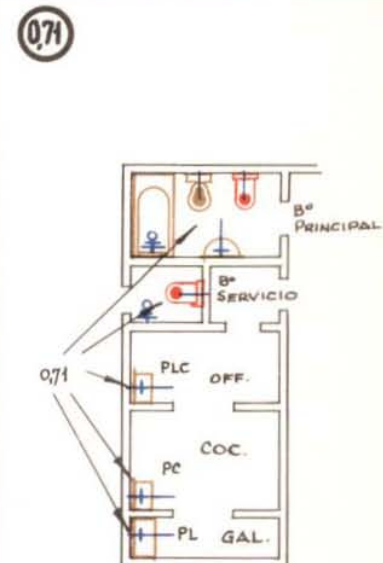 0,71
Bº
PRINCIPAL
Bº
SERVICIO
0,71
PLC OFF.
COC.
PC
PL GAL.